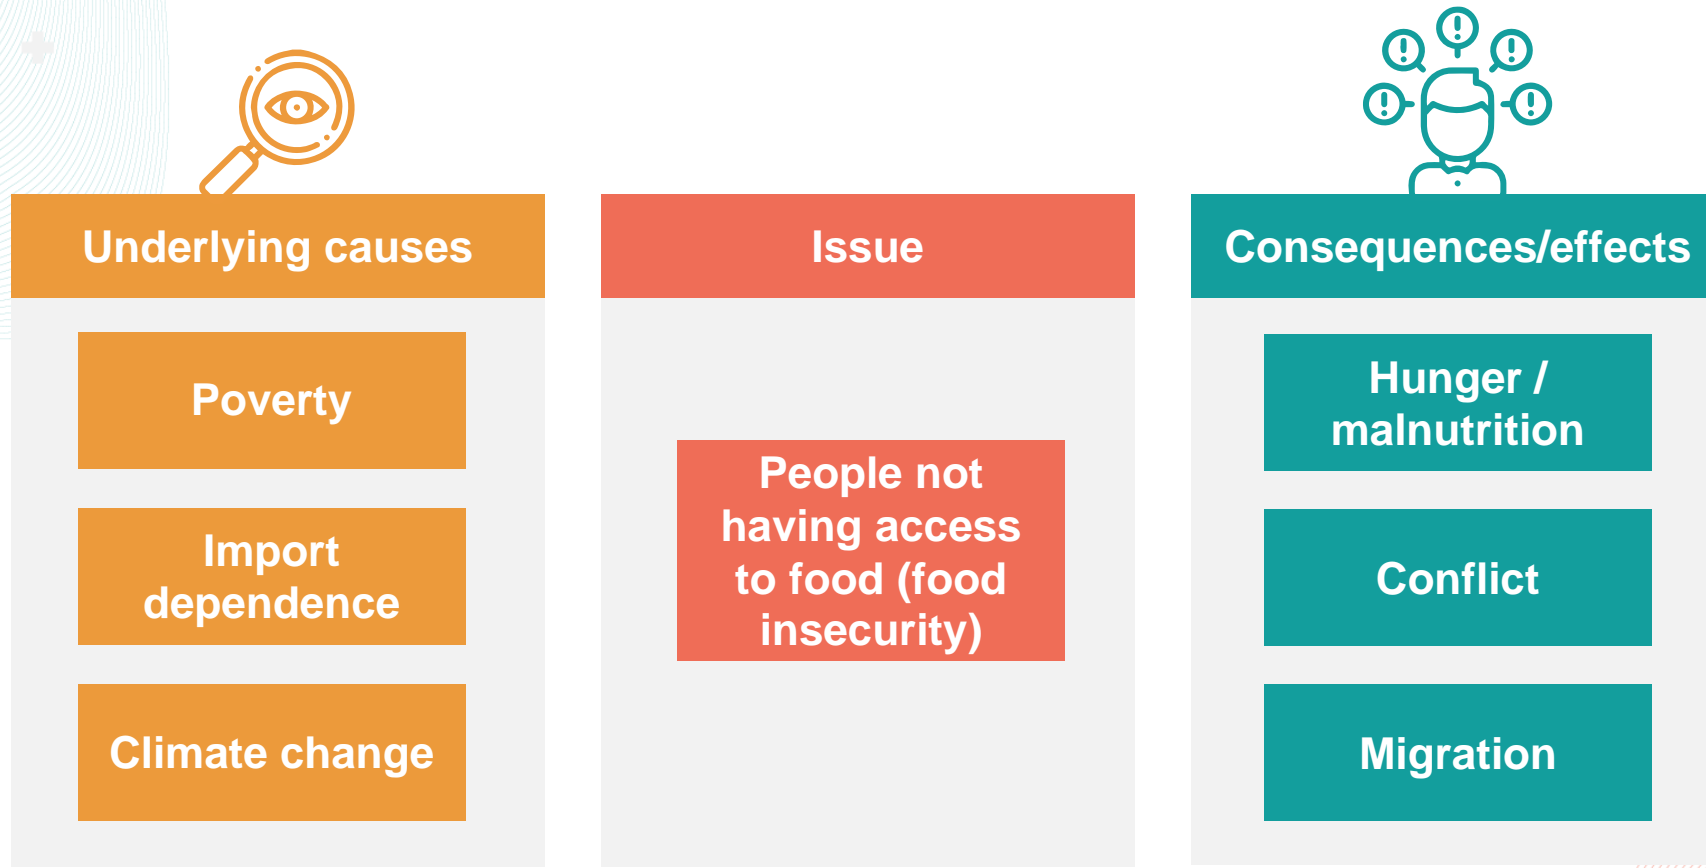 Underlying causes
Poverty
Import
dependence
Climate change
Issue
People not
having access
to food (food
insecurity)
Consequences/effects
Hunger /
malnutrition
Conflict
Migration